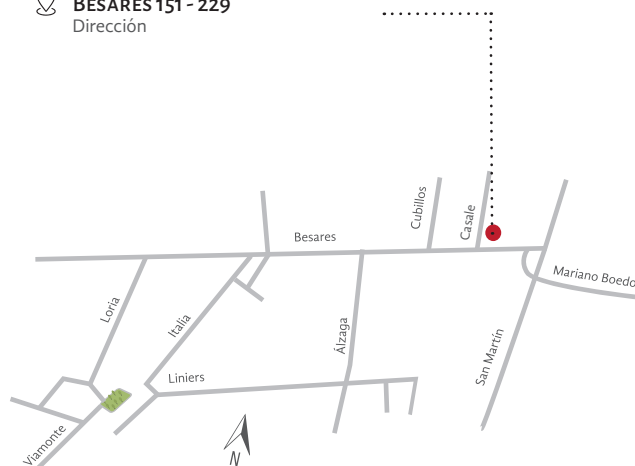 BESARES 151 - 229
Dirección
Cubillos
Casale
Besares
Mariano Boedo
Loria
Italia
Álzaga
San Martín
Liniers
Viamonte
N